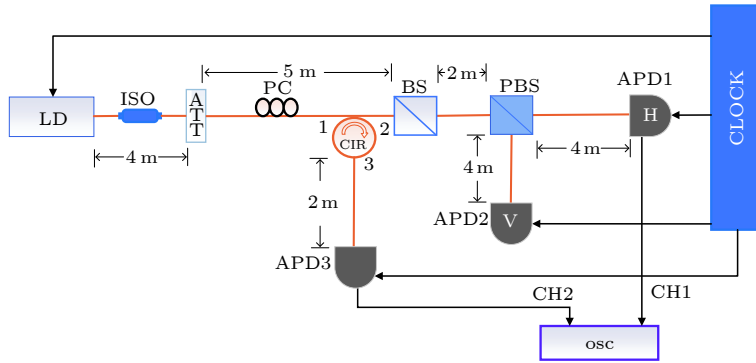 5 m
PC
BS
2 m
PBS
APD1
ISO
LD
A
T
T
1
2
CIR
3
H
CLOCK
4 m
4 m
4 m
2 m
APD2
V
APD3
CH2
CH1
osc